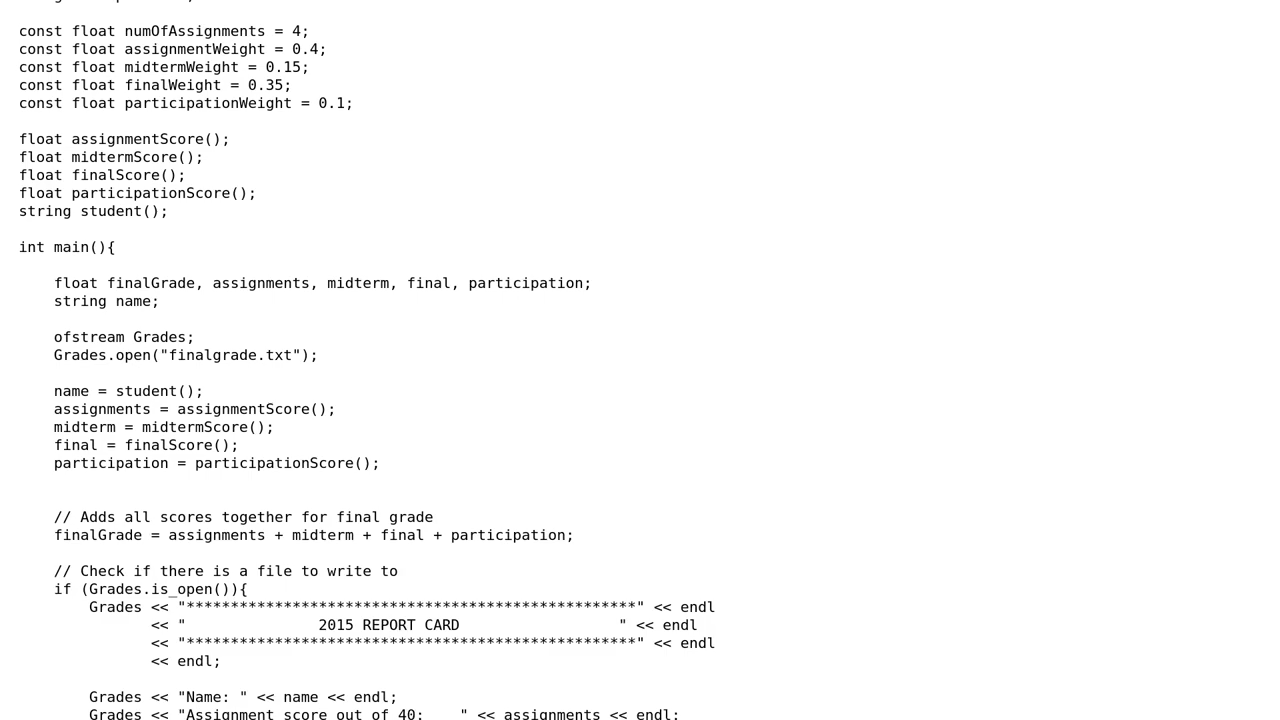 const float numOfAssignments = 4;
const float assignmentWeight = 0.4;
const float midtermWeight = 0.15;
const float finalWeight = 0.35;
const float participationWeight = 0.1;

float assignmentScore();
float midtermScore();
float finalScore();
float participationScore();
string student();

int main(){

    float finalGrade, assignments, midterm, final, participation;
    string name;

    ofstream Grades;
    Grades.open("finalgrade.txt");

    name = student();
    assignments = assignmentScore();
    midterm = midtermScore();
    final = finalScore();
    participation = participationScore();


    // Adds all scores together for final grade
    finalGrade = assignments + midterm + final + participation;

    // Check if there is a file to write to
    if (Grades.is_open()){
        Grades << "***************************************************" << endl
               << "               2015 REPORT CARD                  " << endl
               << "***************************************************" << endl
               << endl;

        Grades << "Name: " << name << endl;
        Grades << "Assignment score out of 40:    " << assignments << endl;